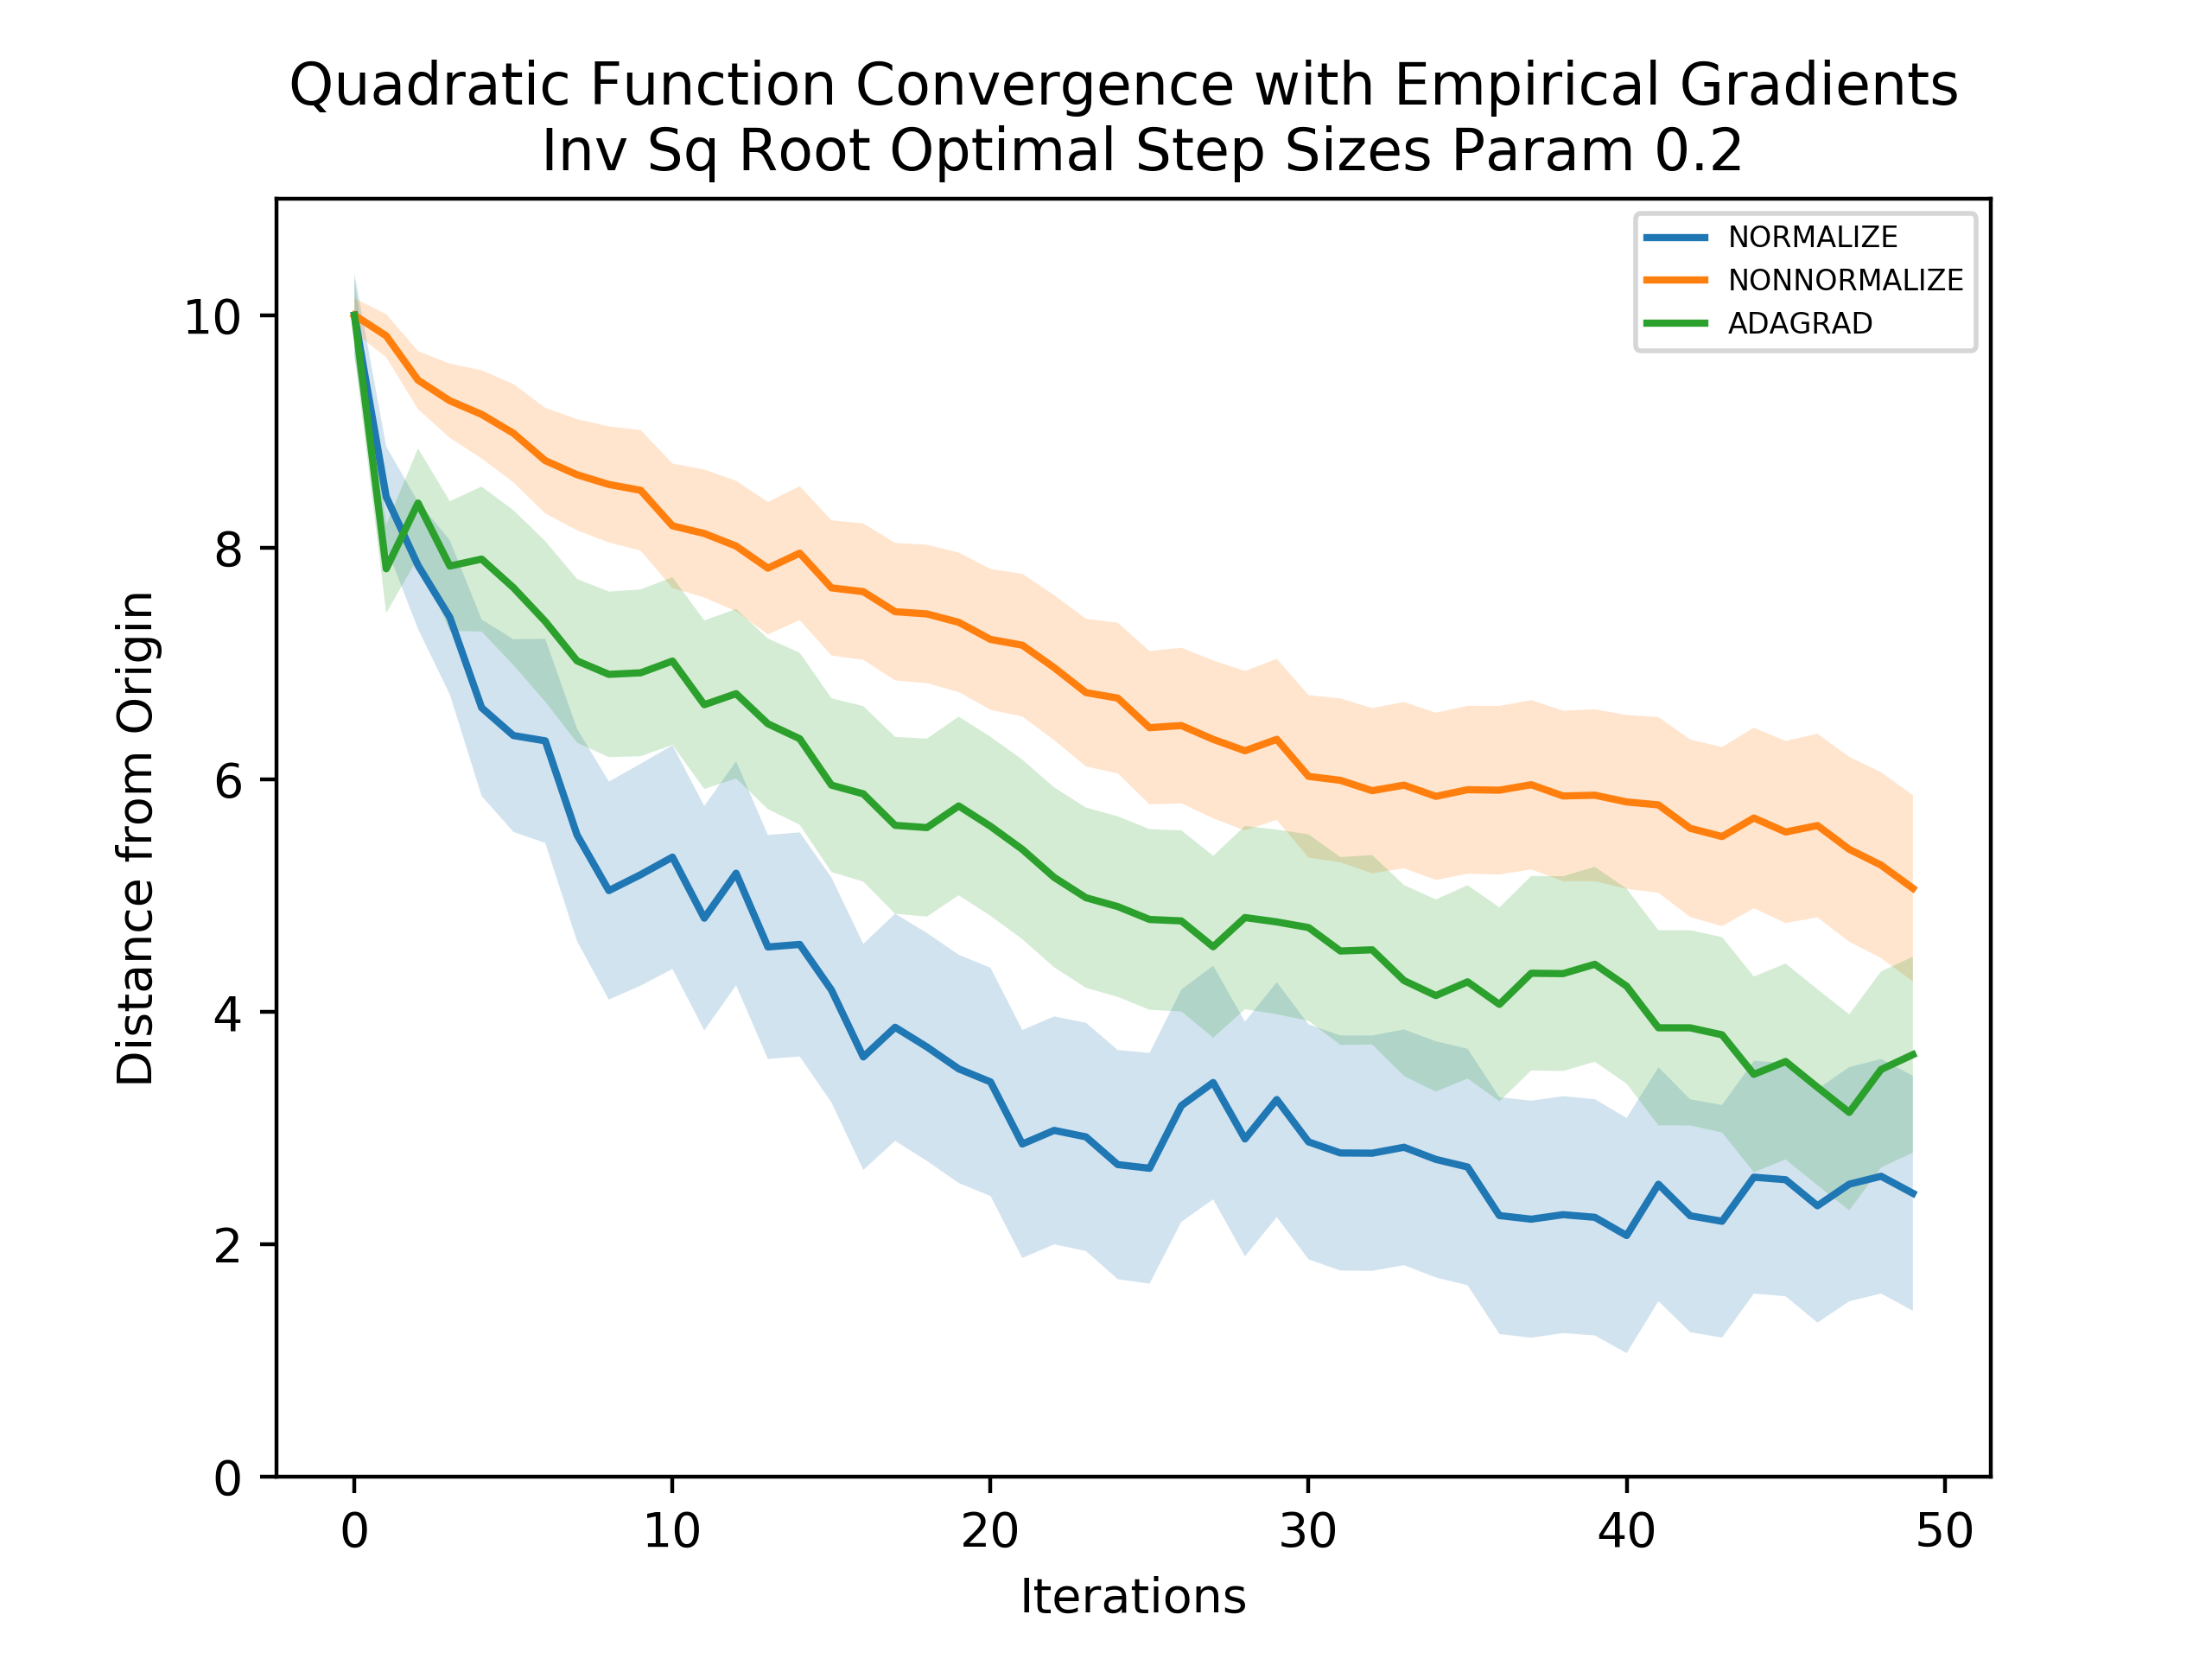 Quadratic Function Convergence with Empirical Gradients
Inv Sq Root Optimal Step Sizes Param 0.2
NORMALIZE
NONNORMALIZE
ADAGRAD
Distance from Origin
10
8
6
4
2
0
0 10 20 30 40 50
Iterations